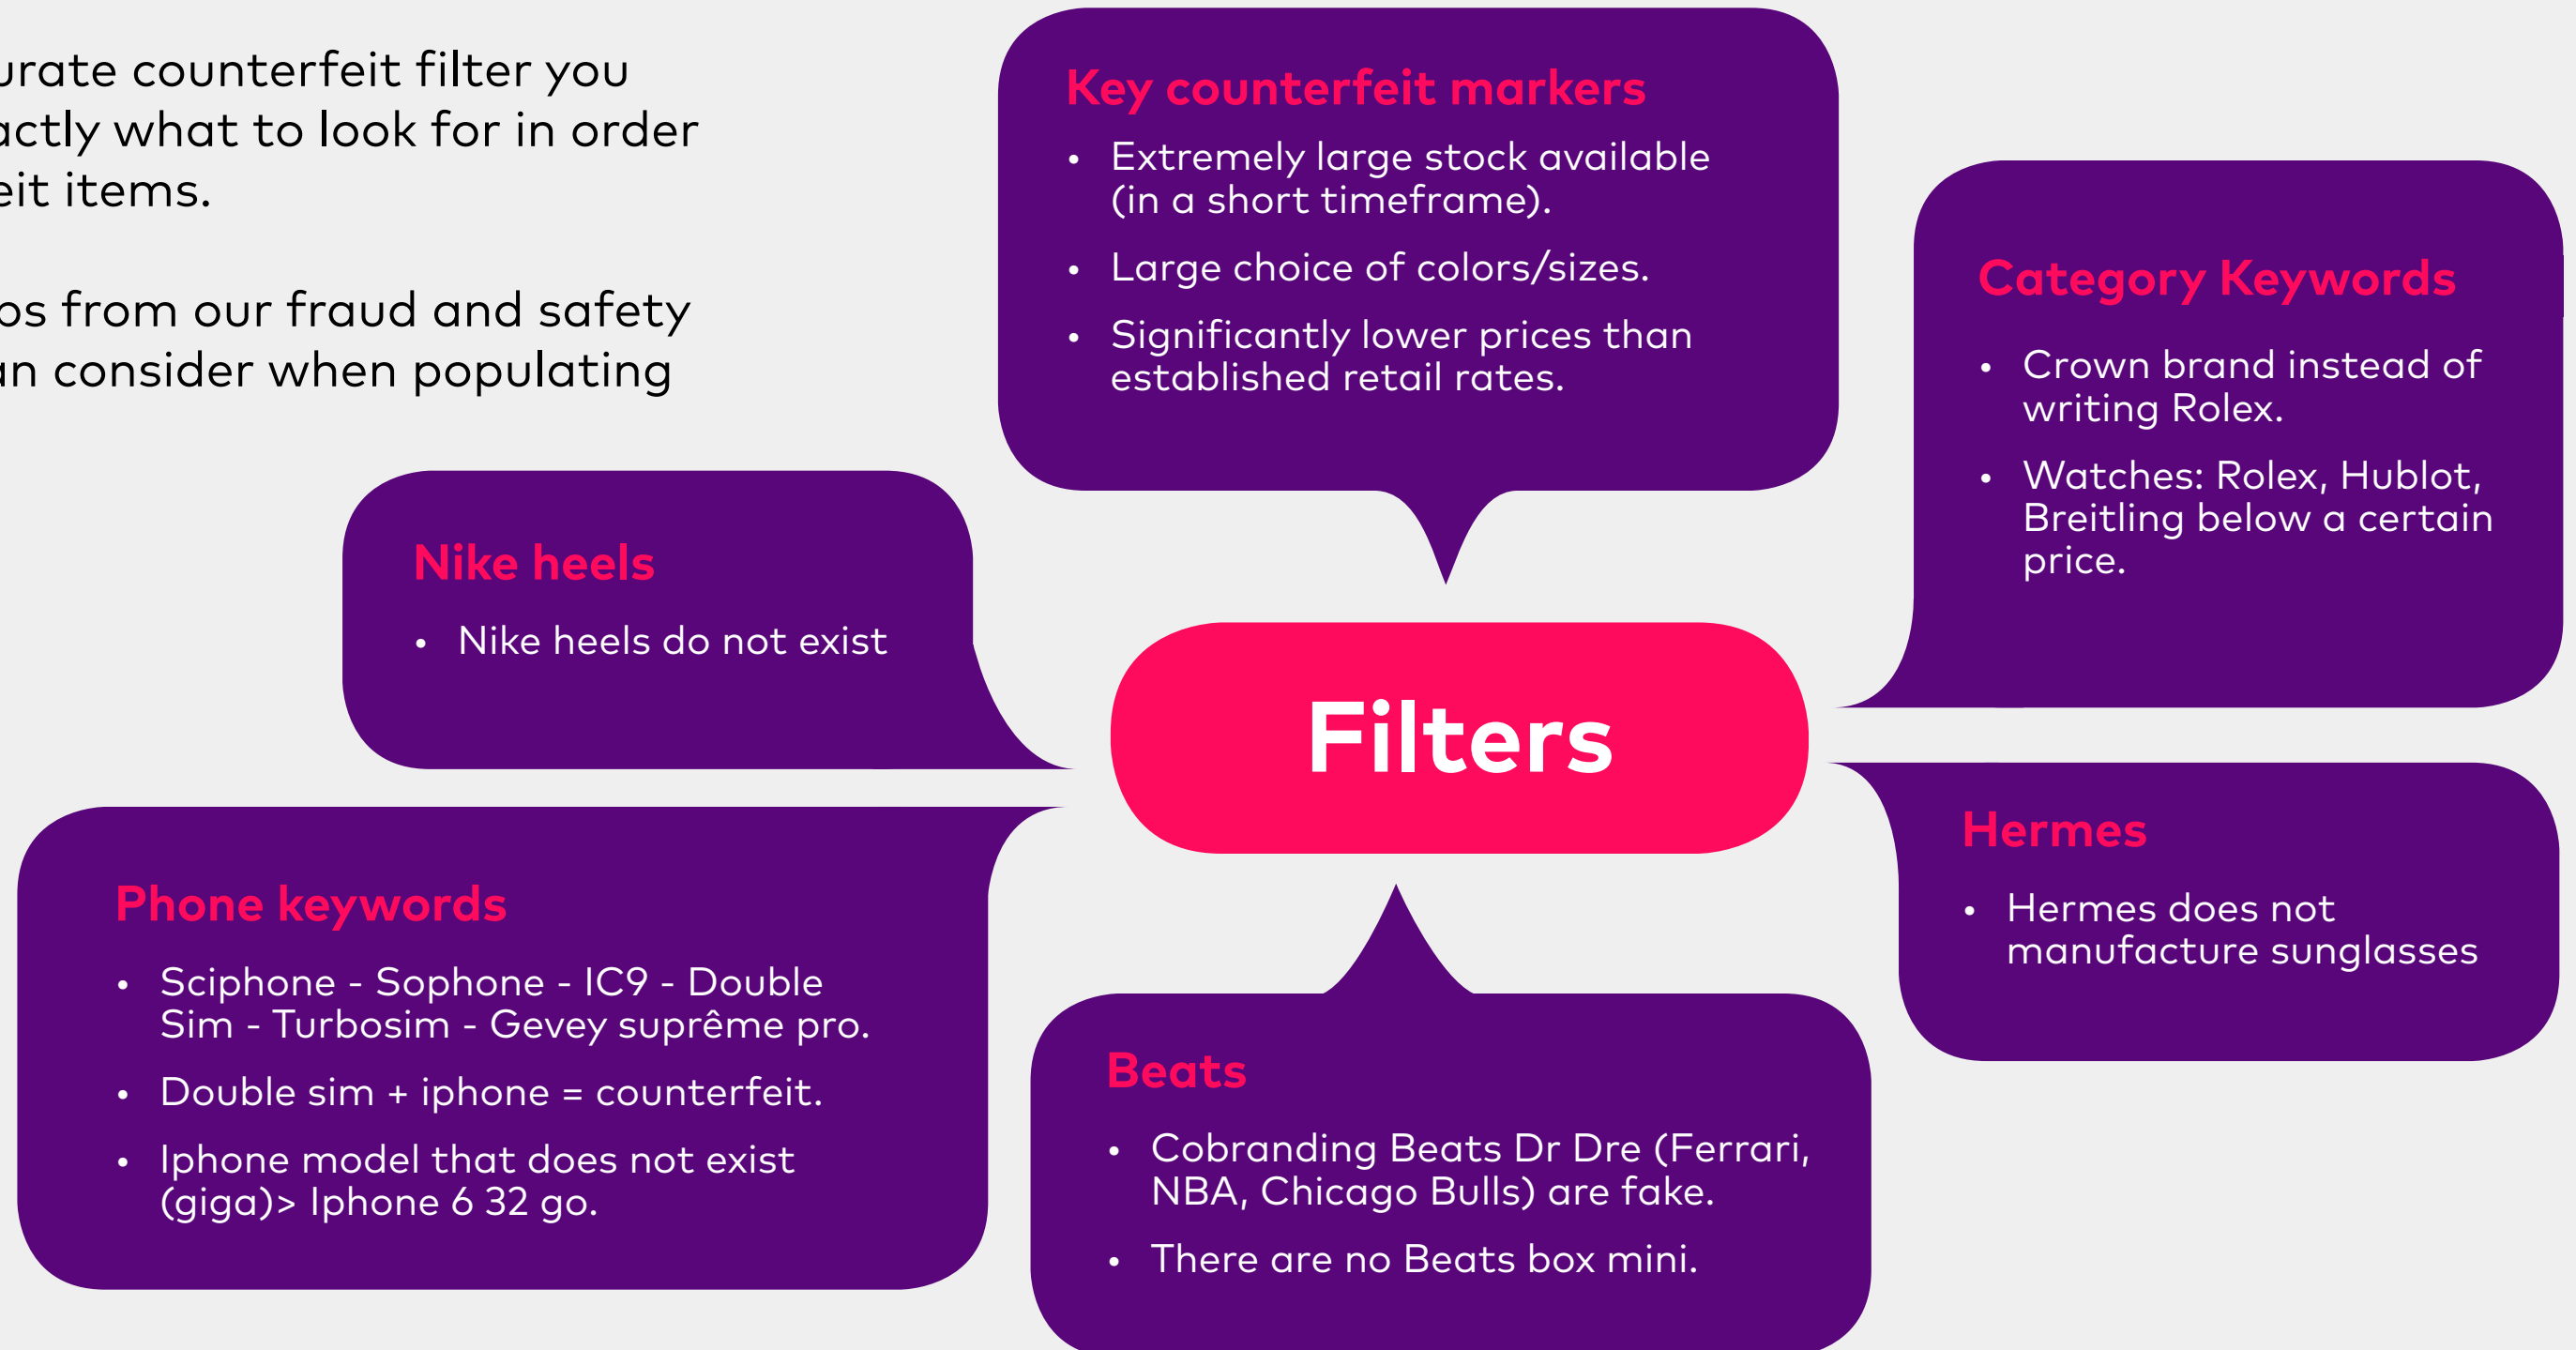 urate counterfeit filter you
actly what to look for in order
eit items.
os from our fraud and safety
an consider when populating
Key counterfeit markers
• Extremely large stock available
(in a short timeframe).
• Large choice of colors/sizes.
• Significantly lower prices than
established retail rates.
Category Keywords
• Crown brand instead of
writing Rolex.
• Watches: Rolex, Hublot,
Breitling below a certain
price.
Nike heels
• Nike heels do not exist
Filters
Hermes
• Hermes does not
manufacture sunglasses
Phone keywords
• Sciphone - Sophone - IC9 - Double
Sim - Turbosim - Gevey suprême pro.
• Double sim + iphone = counterfeit.
• Iphone model that does not exist
(giga)> Iphone 6 32 go.
Beats
• Cobranding Beats Dr Dre (Ferrari,
NBA, Chicago Bulls) are fake.
• There are no Beats box mini.